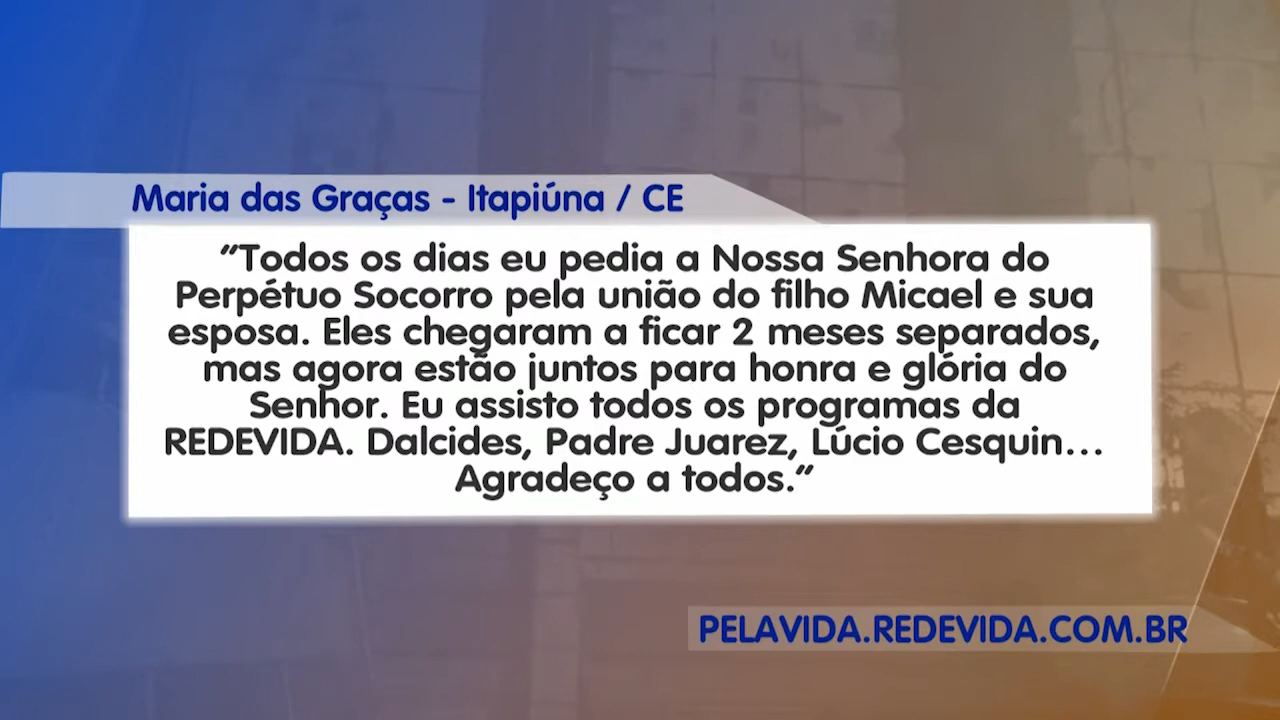 Maria das Graças - Itapiúna / CE
“Todos os dias eu pedia a Nossa Senhora do
Perpétuo Socorro pela união do filho Micael e sua
esposa. Eles chegaram a ficar 2 meses separados,
mas agora estão juntos para honra e glória do
Senhor. Eu assisto todos os programas da
REDEVIDA. Dalcides, Padre Juarez, Lúcio Cesquin...
Agradeço a todos.”
PELAVIDA.REDEVIDA.COM.BR